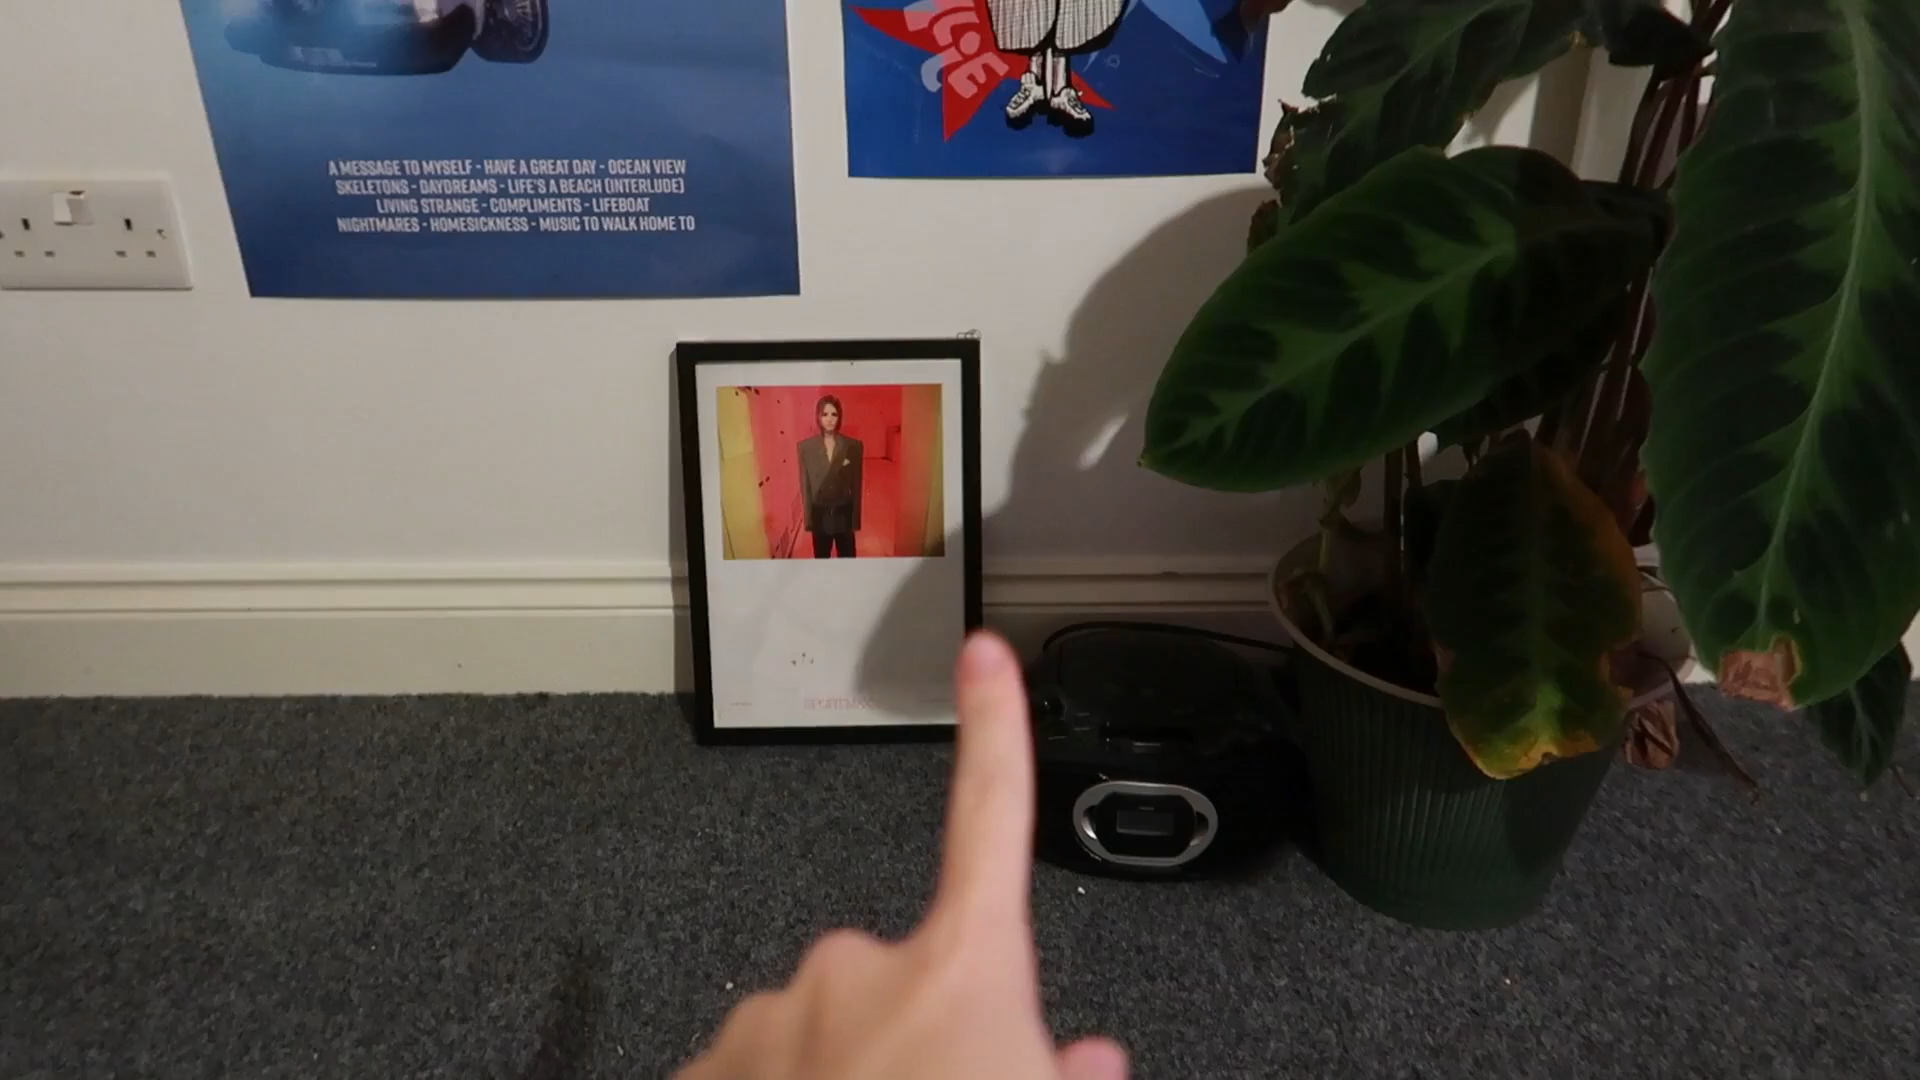 A MESSAGE TO MYSELF - HAVE A GREAT DAY - OCEAN VIEW
SKELETONS - DAYDREAMS - LIFE'S A BEACH (INTERLUDE)
LIVING STRANGE - COMPLIMENTS - LIFEBOAT
NIGHTMARES - HOMESICKNESS - MUSIC TO WALK HOME TO